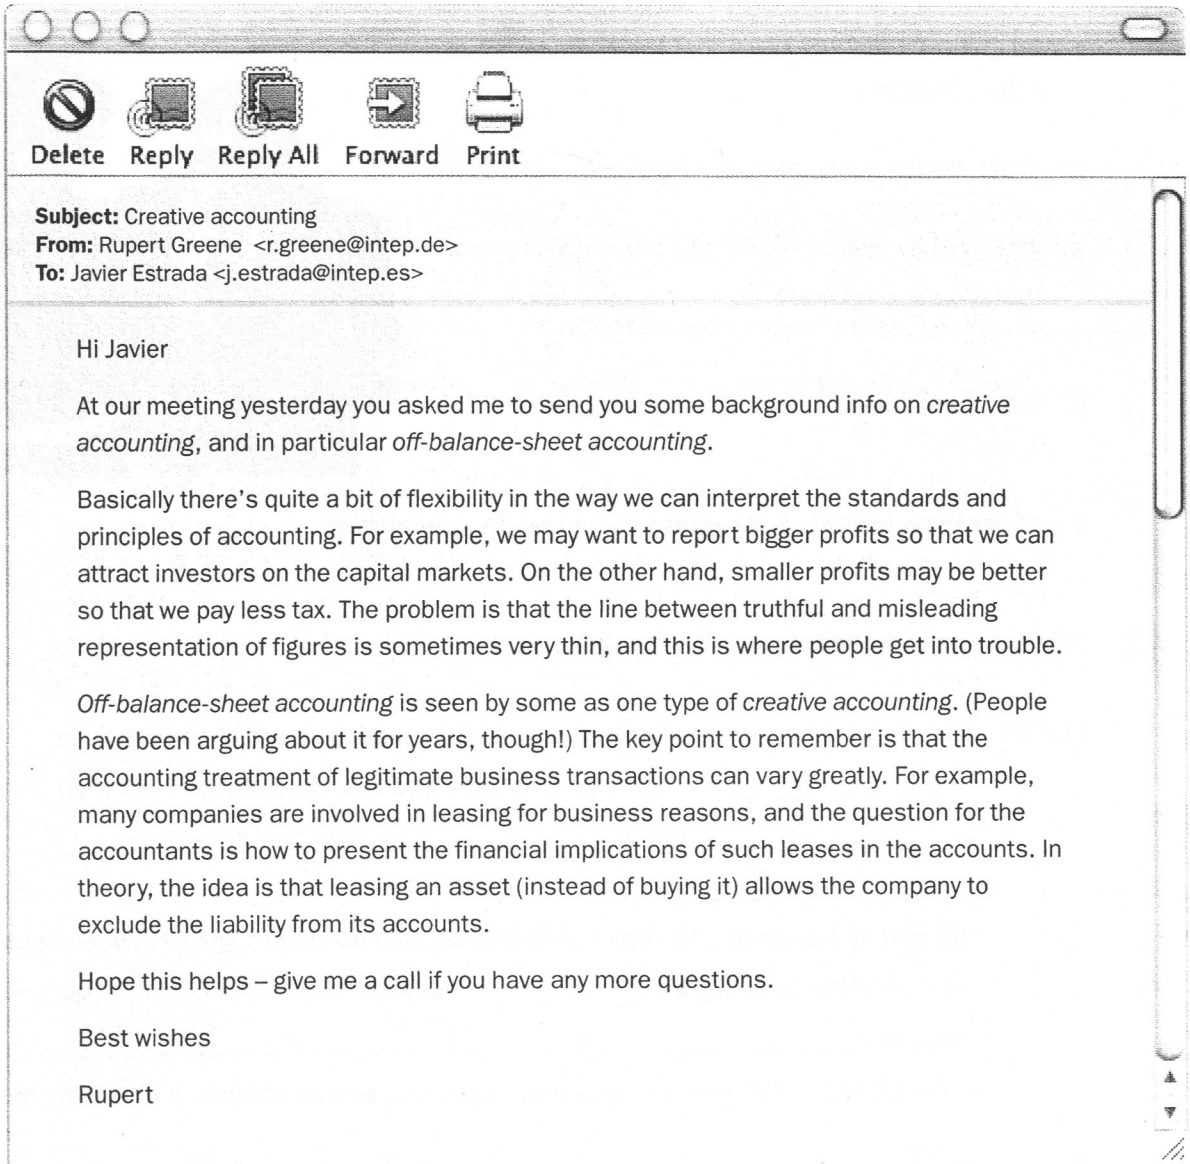 Delete Reply Reply All Forward Print
Subject: Creative accounting
From: Rupert Greene <r.greene@intep.de>
To: Javier Estrada <j.estrada@intep.es>
Hi Javier
At our meeting yesterday you asked me to send you some background info on creative
accounting, and in particular off-balance-sheet accounting.
Basically there's quite a bit of flexibility in the way we can interpret the standards and
principles of accounting. For example, we may want to report bigger profits so that we can
attract investors on the capital markets. On the other hand, smaller profits may be better
so that we pay less tax. The problem is that the line between truthful and misleading
representation of figures is sometimes very thin, and this is where people get into trouble.
Off-balance-sheet accounting is seen by some as one type of creative accounting. (People
have been arguing about it for years, though!) The key point to remember is that the
accounting treatment of legitimate business transactions can vary greatly. For example,
many companies are involved in leasing for business reasons, and the question for the
accountants is how to present the financial implications of such leases in the accounts. In
theory, the idea is that leasing an asset (instead of buying it) allows the company to
exclude the liability from its accounts.
Hope this helps – give me a call if you have any more questions.
Best wishes
Rupert